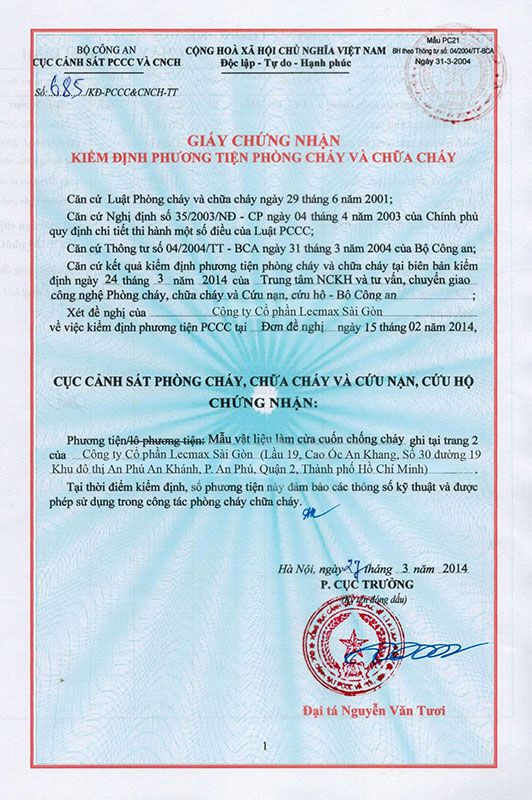 Mẫu PC21
BH theo Thông tư số: 04/2004/TT-BCA
Ngày 31-3-2004
BỘ CÔNG AN
CỤC CẢNH SÁT PCCC VÀ CNCH
Số: 685 /KĐ-PCCC&CNCH-TT
CỘNG HOÀ XÃ HỘI CHỦ NGHĨA VIỆT NAM
Độc lập - Tự do - Hạnh phúc
GIẤY CHỨNG NHẬN
KIỂM ĐỊNH PHƯƠNG TIỆN PHÒNG CHÁY VÀ CHỮA CHÁY
Căn cứ Luật Phòng cháy và chữa cháy ngày 29 tháng 6 năm 2001;
Căn cứ Nghị định số 35/2003/NĐ - CP ngày 04 tháng 4 năm 2003 của Chính phủ
quy định chi tiết thi hành một số điều của Luật PCCC;
Căn cứ Thông tư số 04/2004/TT - BCA ngày 31 tháng 3 năm 2004 của Bộ Công an;
Căn cứ kết quả kiểm định phương tiện phòng cháy và chữa cháy tại biên bản kiểm
định ngày 24 tháng 3 năm 2014 của Trung tâm NCKH và tư vấn, chuyển giao
công nghệ Phòng cháy, chữa cháy và Cứu nạn, cứu hộ - Bộ Công an ;
Xét đề nghị của Công ty Cổ phần Lecmax Sài Gòn
về việc kiểm định phương tiện PCCC tại Đơn đề nghị ngày 15 tháng 02 năm 2014,
CỤC CẢNH SÁT PHÒNG CHÁY, CHỮA CHÁY VÀ CỨU NẠN, CỨU HỘ
CHỨNG NHẬN:
Phương tiện/lô phương tiện: Mẫu vật liệu làm cửa cuốn chống cháy ghi tại trang 2
của Công ty Cổ phần Lecmax Sài Gòn (Lầu 19, Cao Ốc An Khang, Số 30 đường 19
Khu đô thị An Phú An Khánh, P. An Phú, Quận 2, Thành phố Hồ Chí Minh) .
Tại thời điểm kiểm định, số phương tiện này đảm bảo các thông số kỹ thuật và được
phép sử dụng trong công tác phòng cháy chữa cháy.
Hà Nội, ngày 27 tháng 3 năm 2014
P. CỤC TRƯỞNG
(Ký tên đóng dấu)
Đại tá Nguyễn Văn Tươi
1